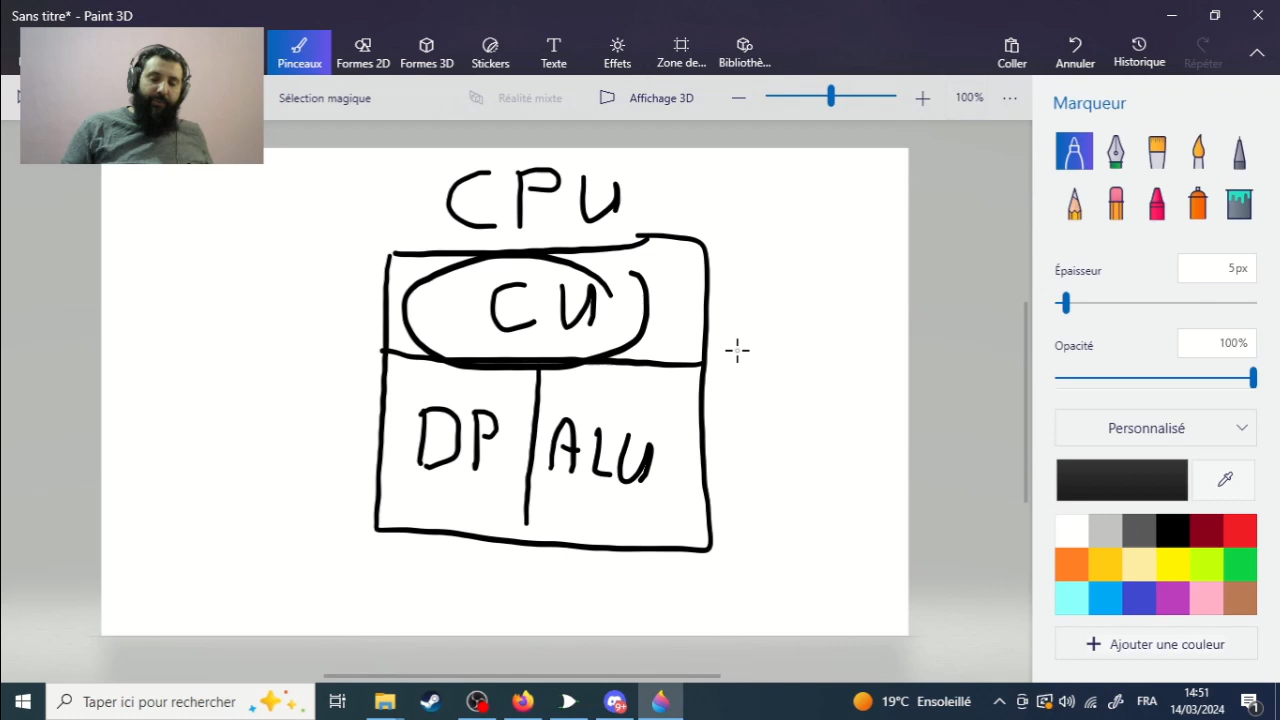 Sans titre* - Paint 3D
Pinceaux
Formes 2D
Formes 3D
Stickers
Texte
Effets
Zone de...
Bibliothè...
Coller
Annuler
Historique
Répéter
Sélection magique
Réalité mixte
Affichage 3D
100%
Marqueur
CPU
CU
DP
ALU
Épaisseur
5px
Opacité
100%
Personnalisé
Ajouter une couleur
Taper ici pour rechercher
9+
19°C Ensoleillé
FRA
14:51
14/03/2024
1